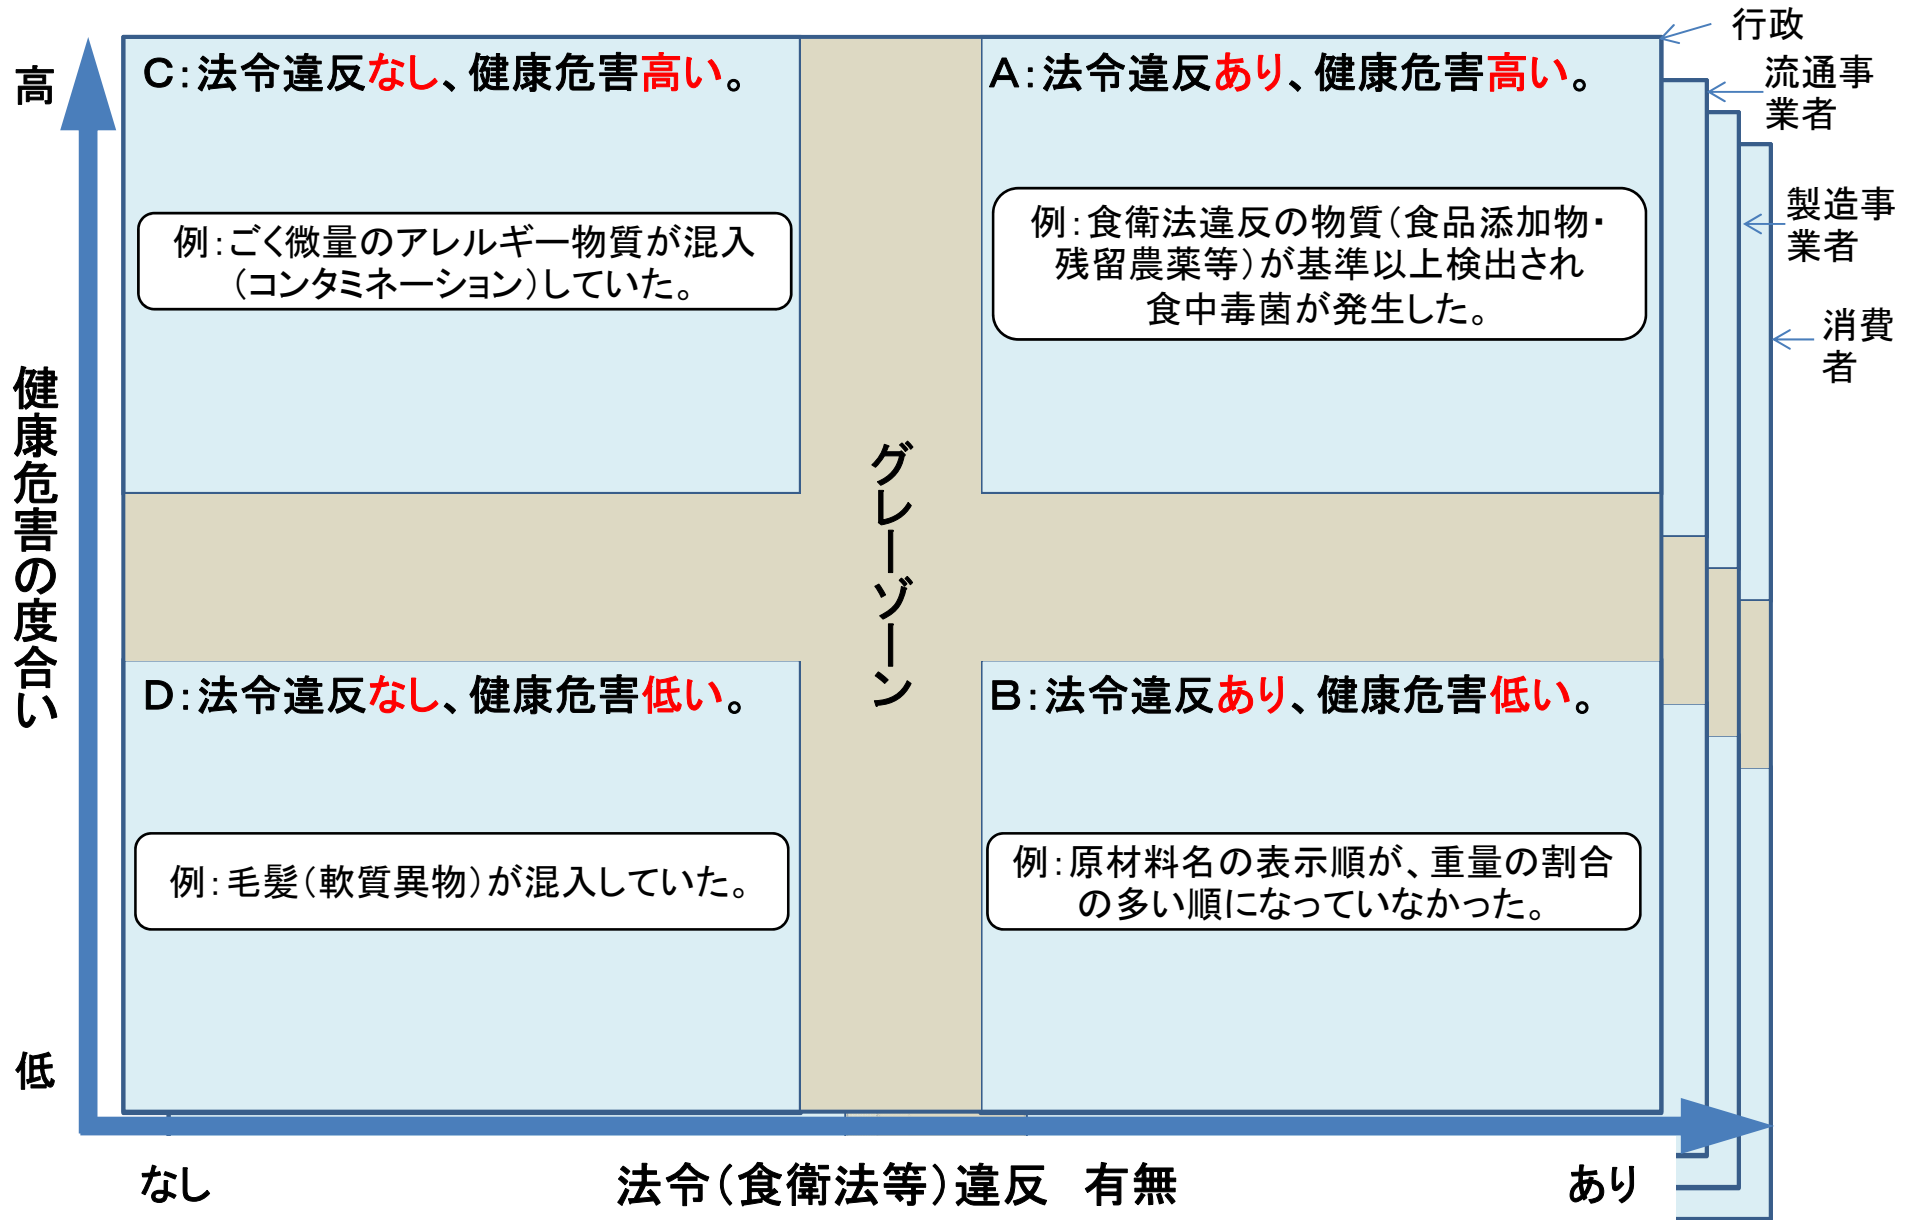 行政
流通事
業者
製造事
業者
消費
者
高
健康危害の度合い
低
C：法令違反なし、健康危害高い。
例：ごく微量のアレルギー物質が混入
（コンタミネーション）していた。
A：法令違反あり、健康危害高い。
例：食衛法違反の物質（食品添加物・
残留農薬等）が基準以上検出され
食中毒菌が発生した。
グレーゾーン
D：法令違反なし、健康危害低い。
例：毛髪（軟質異物）が混入していた。
B：法令違反あり、健康危害低い。
例：原材料名の表示順が、重量の割合
の多い順になっていなかった。
なし
法令（食衛法等）違反　有無
あり